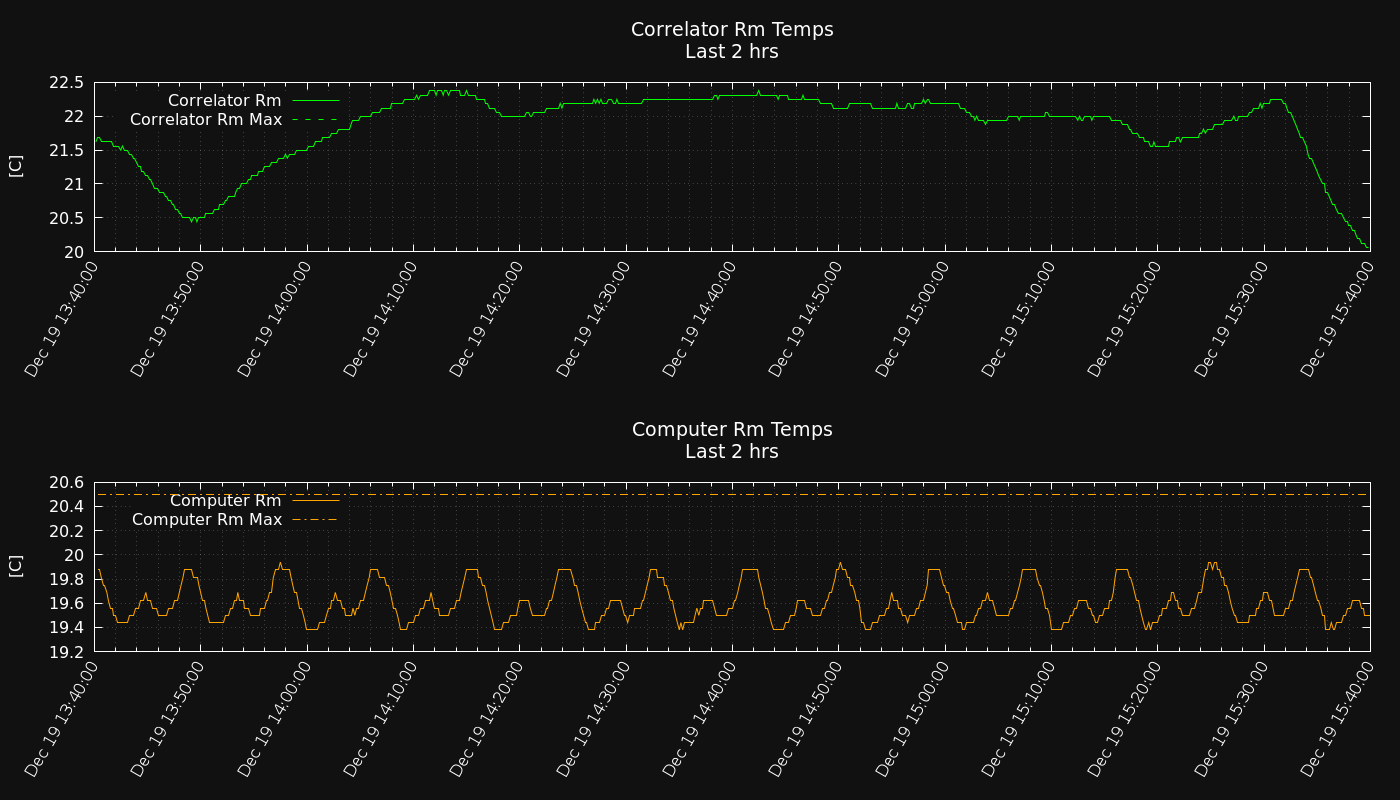 Correlator Rm Temps
Last 2 hrs
22.5
22
21.5
21
20.5
20
[C]
Correlator Rm
Correlator Rm Max
Dec 19 13:40:00
Dec 19 13:50:00
Dec 19 14:00:00
Dec 19 14:10:00
Dec 19 14:20:00
Dec 19 14:30:00
Dec 19 14:40:00
Dec 19 14:50:00
Dec 19 15:00:00
Dec 19 15:10:00
Dec 19 15:20:00
Dec 19 15:30:00
Dec 19 15:40:00
Computer Rm Temps
Last 2 hrs
20.6
20.4
20.2
20
19.8
19.6
19.4
19.2
[C]
Computer Rm
Computer Rm Max
Dec 19 13:40:00
Dec 19 13:50:00
Dec 19 14:00:00
Dec 19 14:10:00
Dec 19 14:20:00
Dec 19 14:30:00
Dec 19 14:40:00
Dec 19 14:50:00
Dec 19 15:00:00
Dec 19 15:10:00
Dec 19 15:20:00
Dec 19 15:30:00
Dec 19 15:40:00